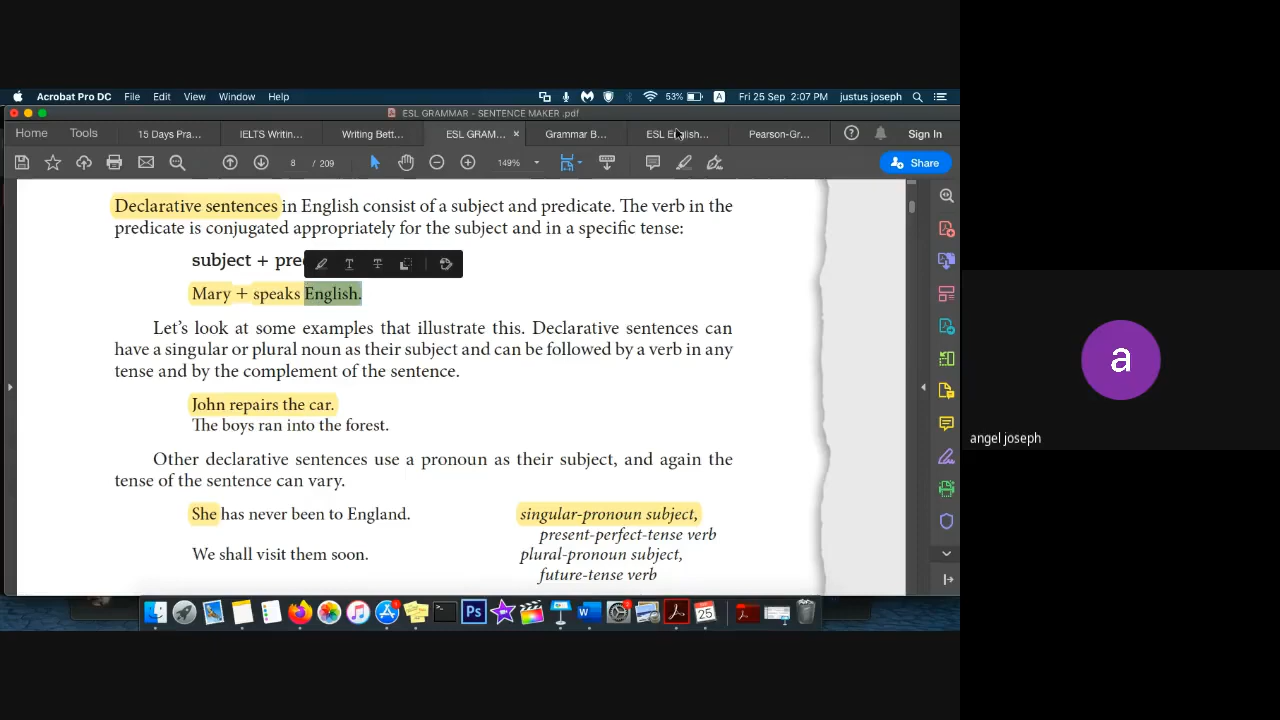 Acrobat Pro DC File Edit View Window Help 53% A Fri 25 Sep 2:07 PM justus joseph
ESL GRAMMAR - SENTENCE MAKER .pdf
Home Tools 15 Days Pra... IELTS Writin... Writing Bett... ESL GRAM... × Grammar B... ESL English... Pearson-Gr... Sign In
8 / 209 149% Share
Declarative sentences in English consist of a subject and predicate. The verb in the
predicate is conjugated appropriately for the subject and in a specific tense:
subject + pre
Mary + speaks English.
Let's look at some examples that illustrate this. Declarative sentences can
have a singular or plural noun as their subject and can be followed by a verb in any
tense and by the complement of the sentence.
John repairs the car.
The boys ran into the forest.
Other declarative sentences use a pronoun as their subject, and again the
tense of the sentence can vary.
She has never been to England. singular-pronoun subject,
present-perfect-tense verb
We shall visit them soon. plural-pronoun subject,
future-tense verb
a
angel joseph
Ps
W
25